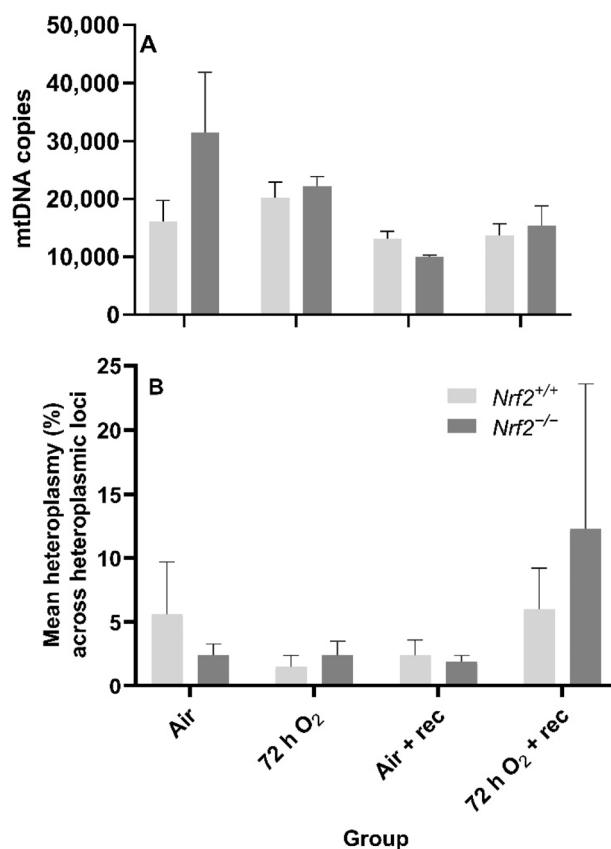 A
50,000
40,000
30,000
20,000
10,000
0
mtDNA copies
B
25
20
15
10
5
0
Mean heteroplasmy (%)
across heteroplasmic loci
Nrf2+/+
Nrf2−/−
Air
72 h O2
Air + rec
72 h O2 + rec
Group